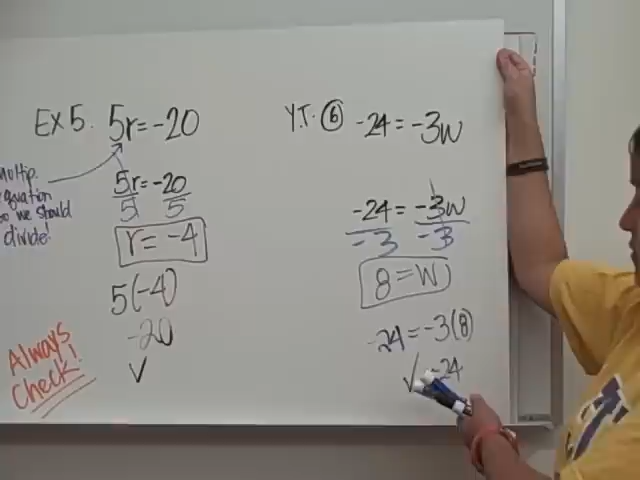 Ex 5. 5r = -20
multip.
equation
so we should
divide!
5r = -20
5 5
r = -4
5(-4)
-20
✓
Always
Check!
Y.T. ⑥ -24 = -3w
-24 = -3w
-3 -3
8 = w
-24 = -3(8)
✓ -24